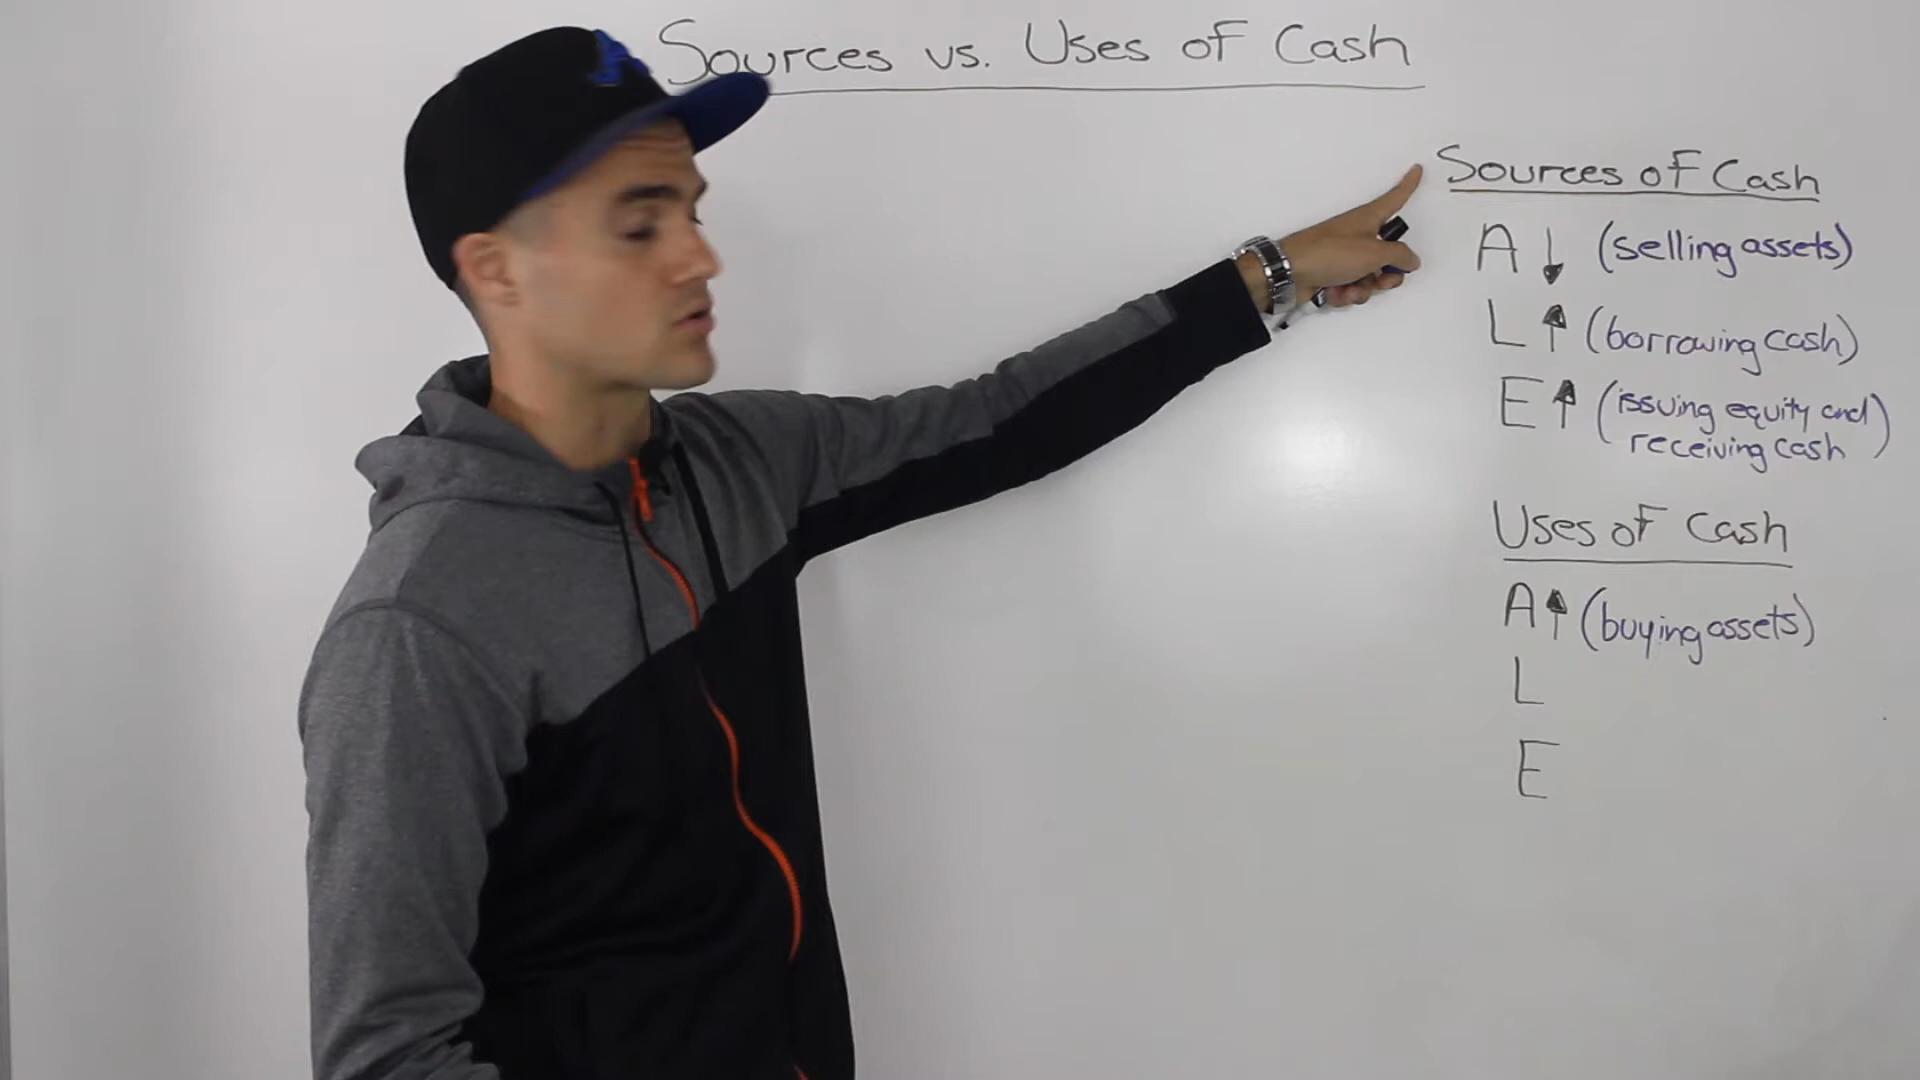 Sources vs. Uses of Cash
Sources of Cash
A ↓ (selling assets)
L ↑ (borrowing cash)
E ↑ (issuing equity and
receiving cash)
Uses of Cash
A ↑ (buying assets)
L
E